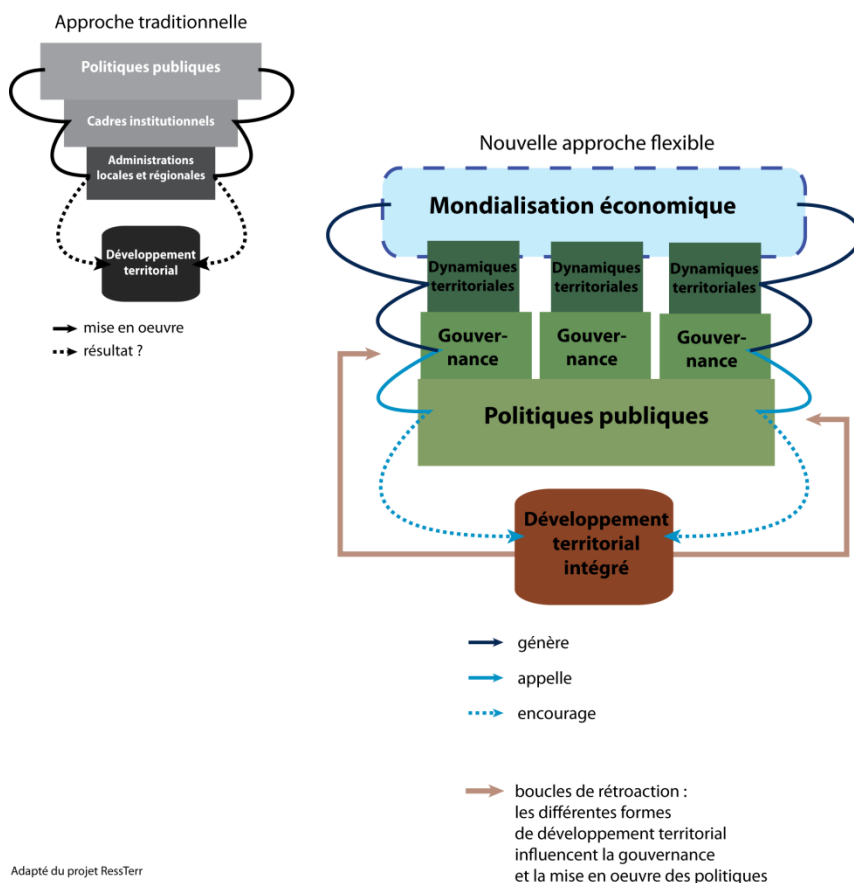 Approche traditionnelle
Politiques publiques
Cadres institutionnels
Administrations
locales et régionales
Développement
territorial
mise en oeuvre
résultat ?
Nouvelle approche flexible
Mondialisation économique
Dynamiques
territoriales
Dynamiques
territoriales
Dynamiques
territoriales
Gouver-
nance
Gouver-
nance
Gouver-
nance
Politiques publiques
Développement
territorial
intégré
génère
appelle
encourage
boucles de rétroaction :
les différentes formes
de développement territorial
influencent la gouvernance
et la mise en oeuvre des politiques
Adapté du projet RessTerr